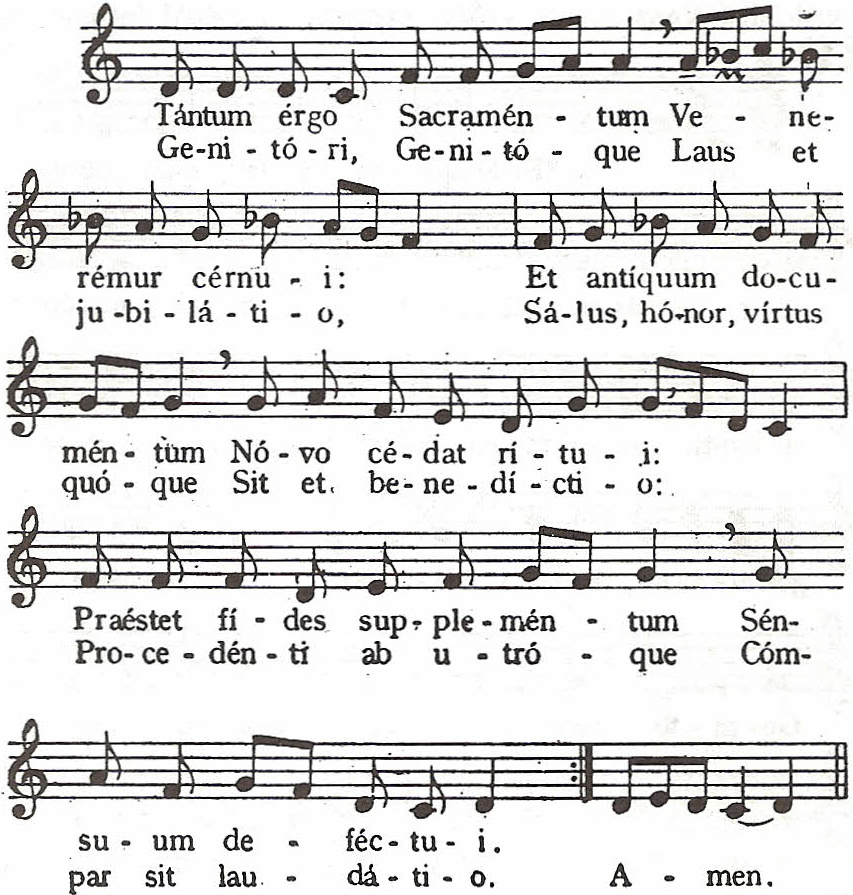 Tántum érgo Sacramén - tum Ve - ne-
Ge-ni - tó - ri, Ge-ni - tó - que Laus et
rémur cérnu - i: Et antíquum do-cu-
ju-bi - lá - ti - o, Sá-lus, hó-nor, vírtus
mén - tum Nó - vo cé - dat rí - tu - i:
quó - que Sit et be - ne - dí - cti - o:
Praéstet fí - des sup - ple - mén - tum Sén-
Pro-ce - dén - ti ab u - tró - que Cóm-
su - um de - féc - tu - i.
par sit lau - dá - ti - o. A - men.